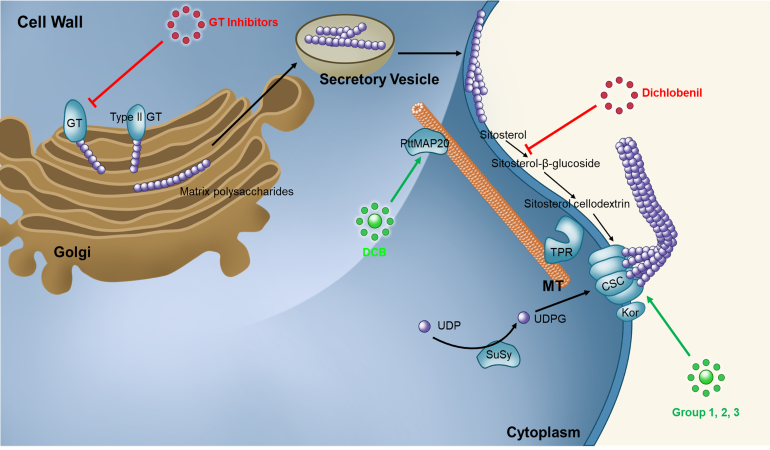 Cell Wall
GT Inhibitors
Secretory Vesicle
GT
Type II GT
Matrix polysaccharides
Golgi
PttMAP20
DCB
Dichlobenil
Sitosterol
Sitosterol-β-glucoside
Sitosterol cellodextrin
TPR
MT
CSC
Kor
UDP
UDPG
SuSy
Group 1, 2, 3
Cytoplasm